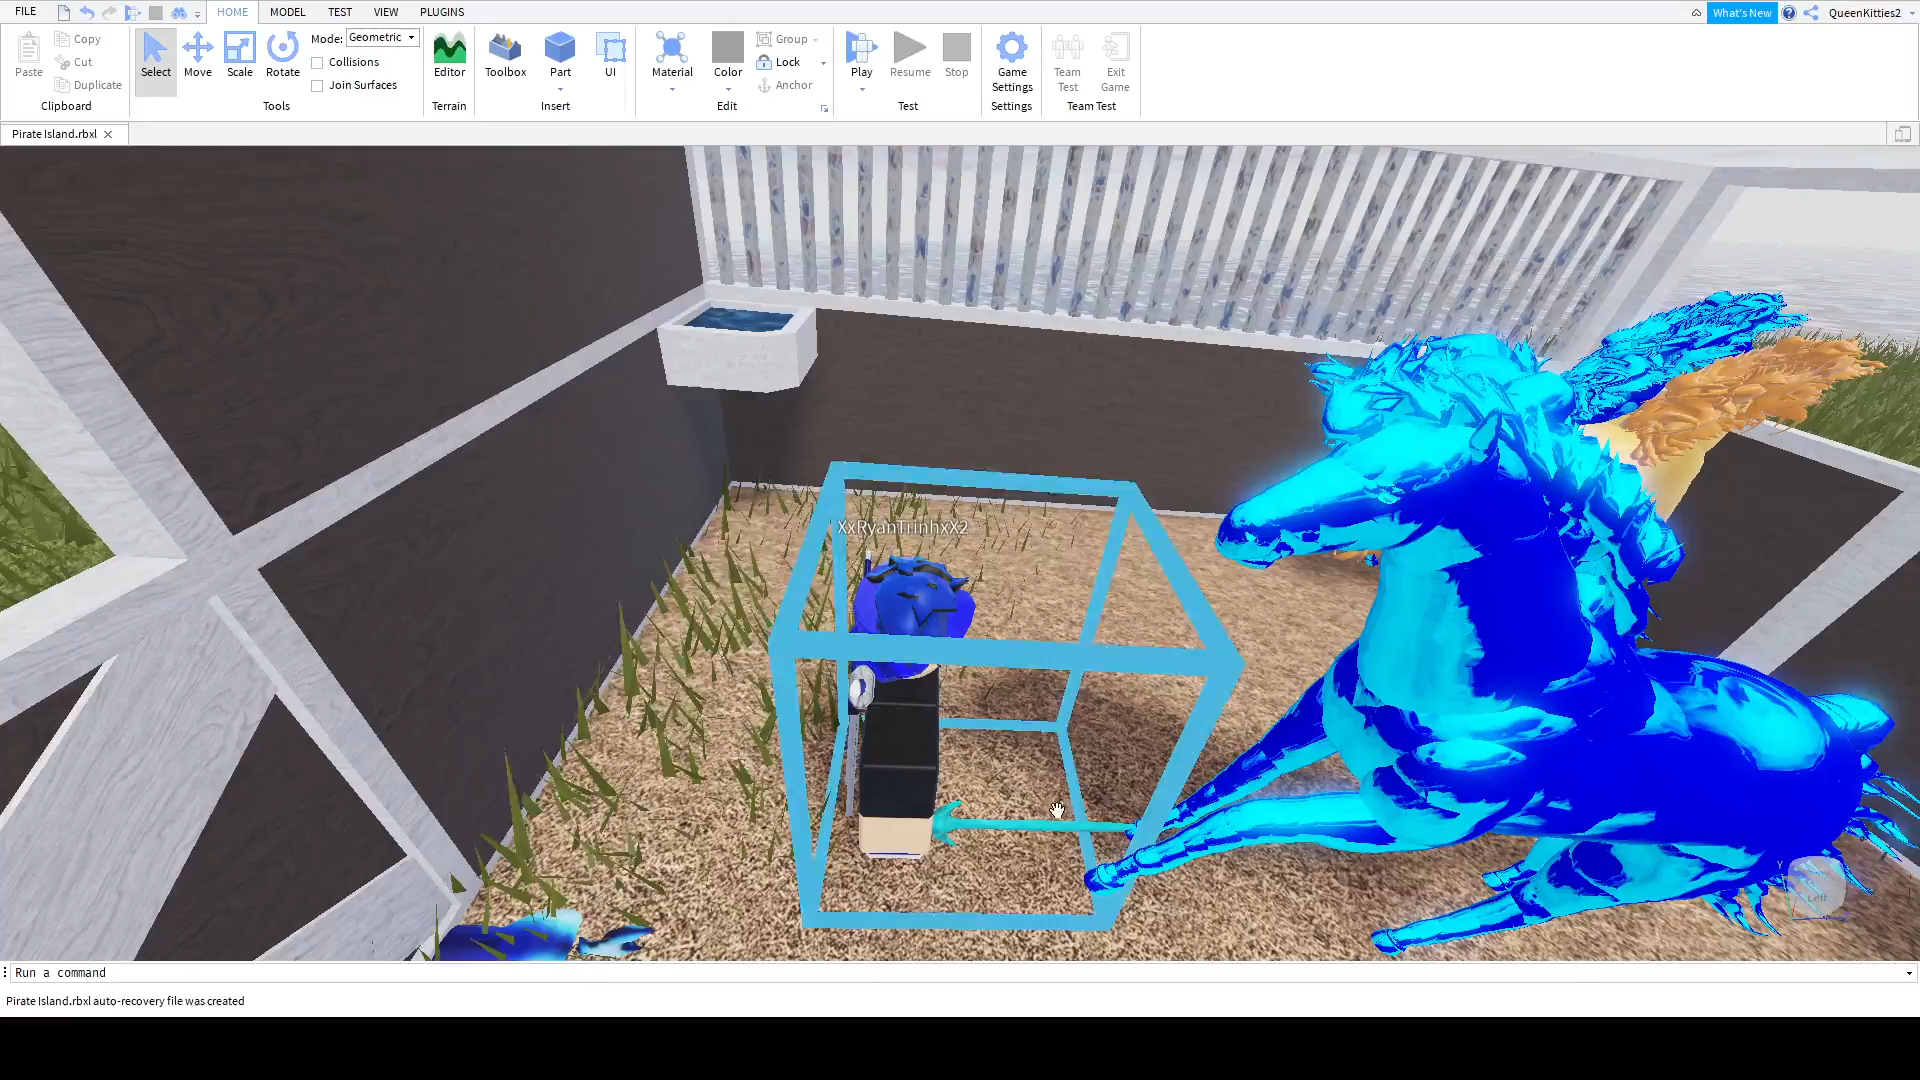 FILE
HOME
MODEL
TEST
VIEW
PLUGINS
What's New
QueenKitties2
Paste
Copy
Cut
Duplicate
Clipboard
Select
Move
Scale
Rotate
Mode: Geometric
Collisions
Join Surfaces
Tools
Editor
Terrain
Toolbox
Part
UI
Insert
Material
Color
Group
Lock
Anchor
Edit
Play
Resume
Stop
Test
Game Settings
Settings
Team Test
Exit Game
Team Test
Pirate Island.rbxl
XxRyanTrinhxX2
Y
Left
Run a command
Pirate Island.rbxl auto-recovery file was created